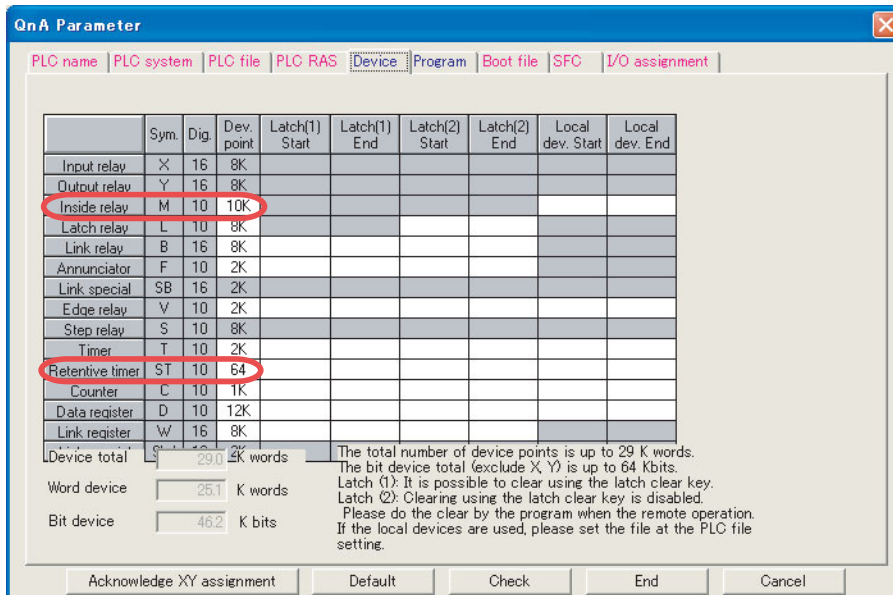 QnA Parameter
PLC name PLC system PLC file PLC RAS Device Program Boot file SFC I/O assignment
Sym. Dig. Dev. point Latch(1) Start Latch(1) End Latch(2) Start Latch(2) End Local dev. Start Local dev. End
Input relay X 16 8K
Output relay Y 16 8K
Inside relay M 10 10K
Latch relay L 10 8K
Link relay B 16 8K
Annunciator F 10 2K
Link special SB 16 2K
Edge relay V 10 2K
Step relay S 10 8K
Timer T 10 2K
Retentive timer ST 10 64
Counter C 10 1K
Data register D 10 12K
Link register W 16 8K
2K
Device total 29.0 K words
Word device 25.1 K words
Bit device 46.2 K bits
The total number of device points is up to 29 K words.
The bit device total (exclude X, Y) is up to 64 Kbits.
Latch (1): It is possible to clear using the latch clear key.
Latch (2): Clearing using the latch clear key is disabled.
Please do the clear by the program when the remote operation.
If the local devices are used, please set the file at the PLC file
setting.
Acknowledge XY assignment Default Check End Cancel